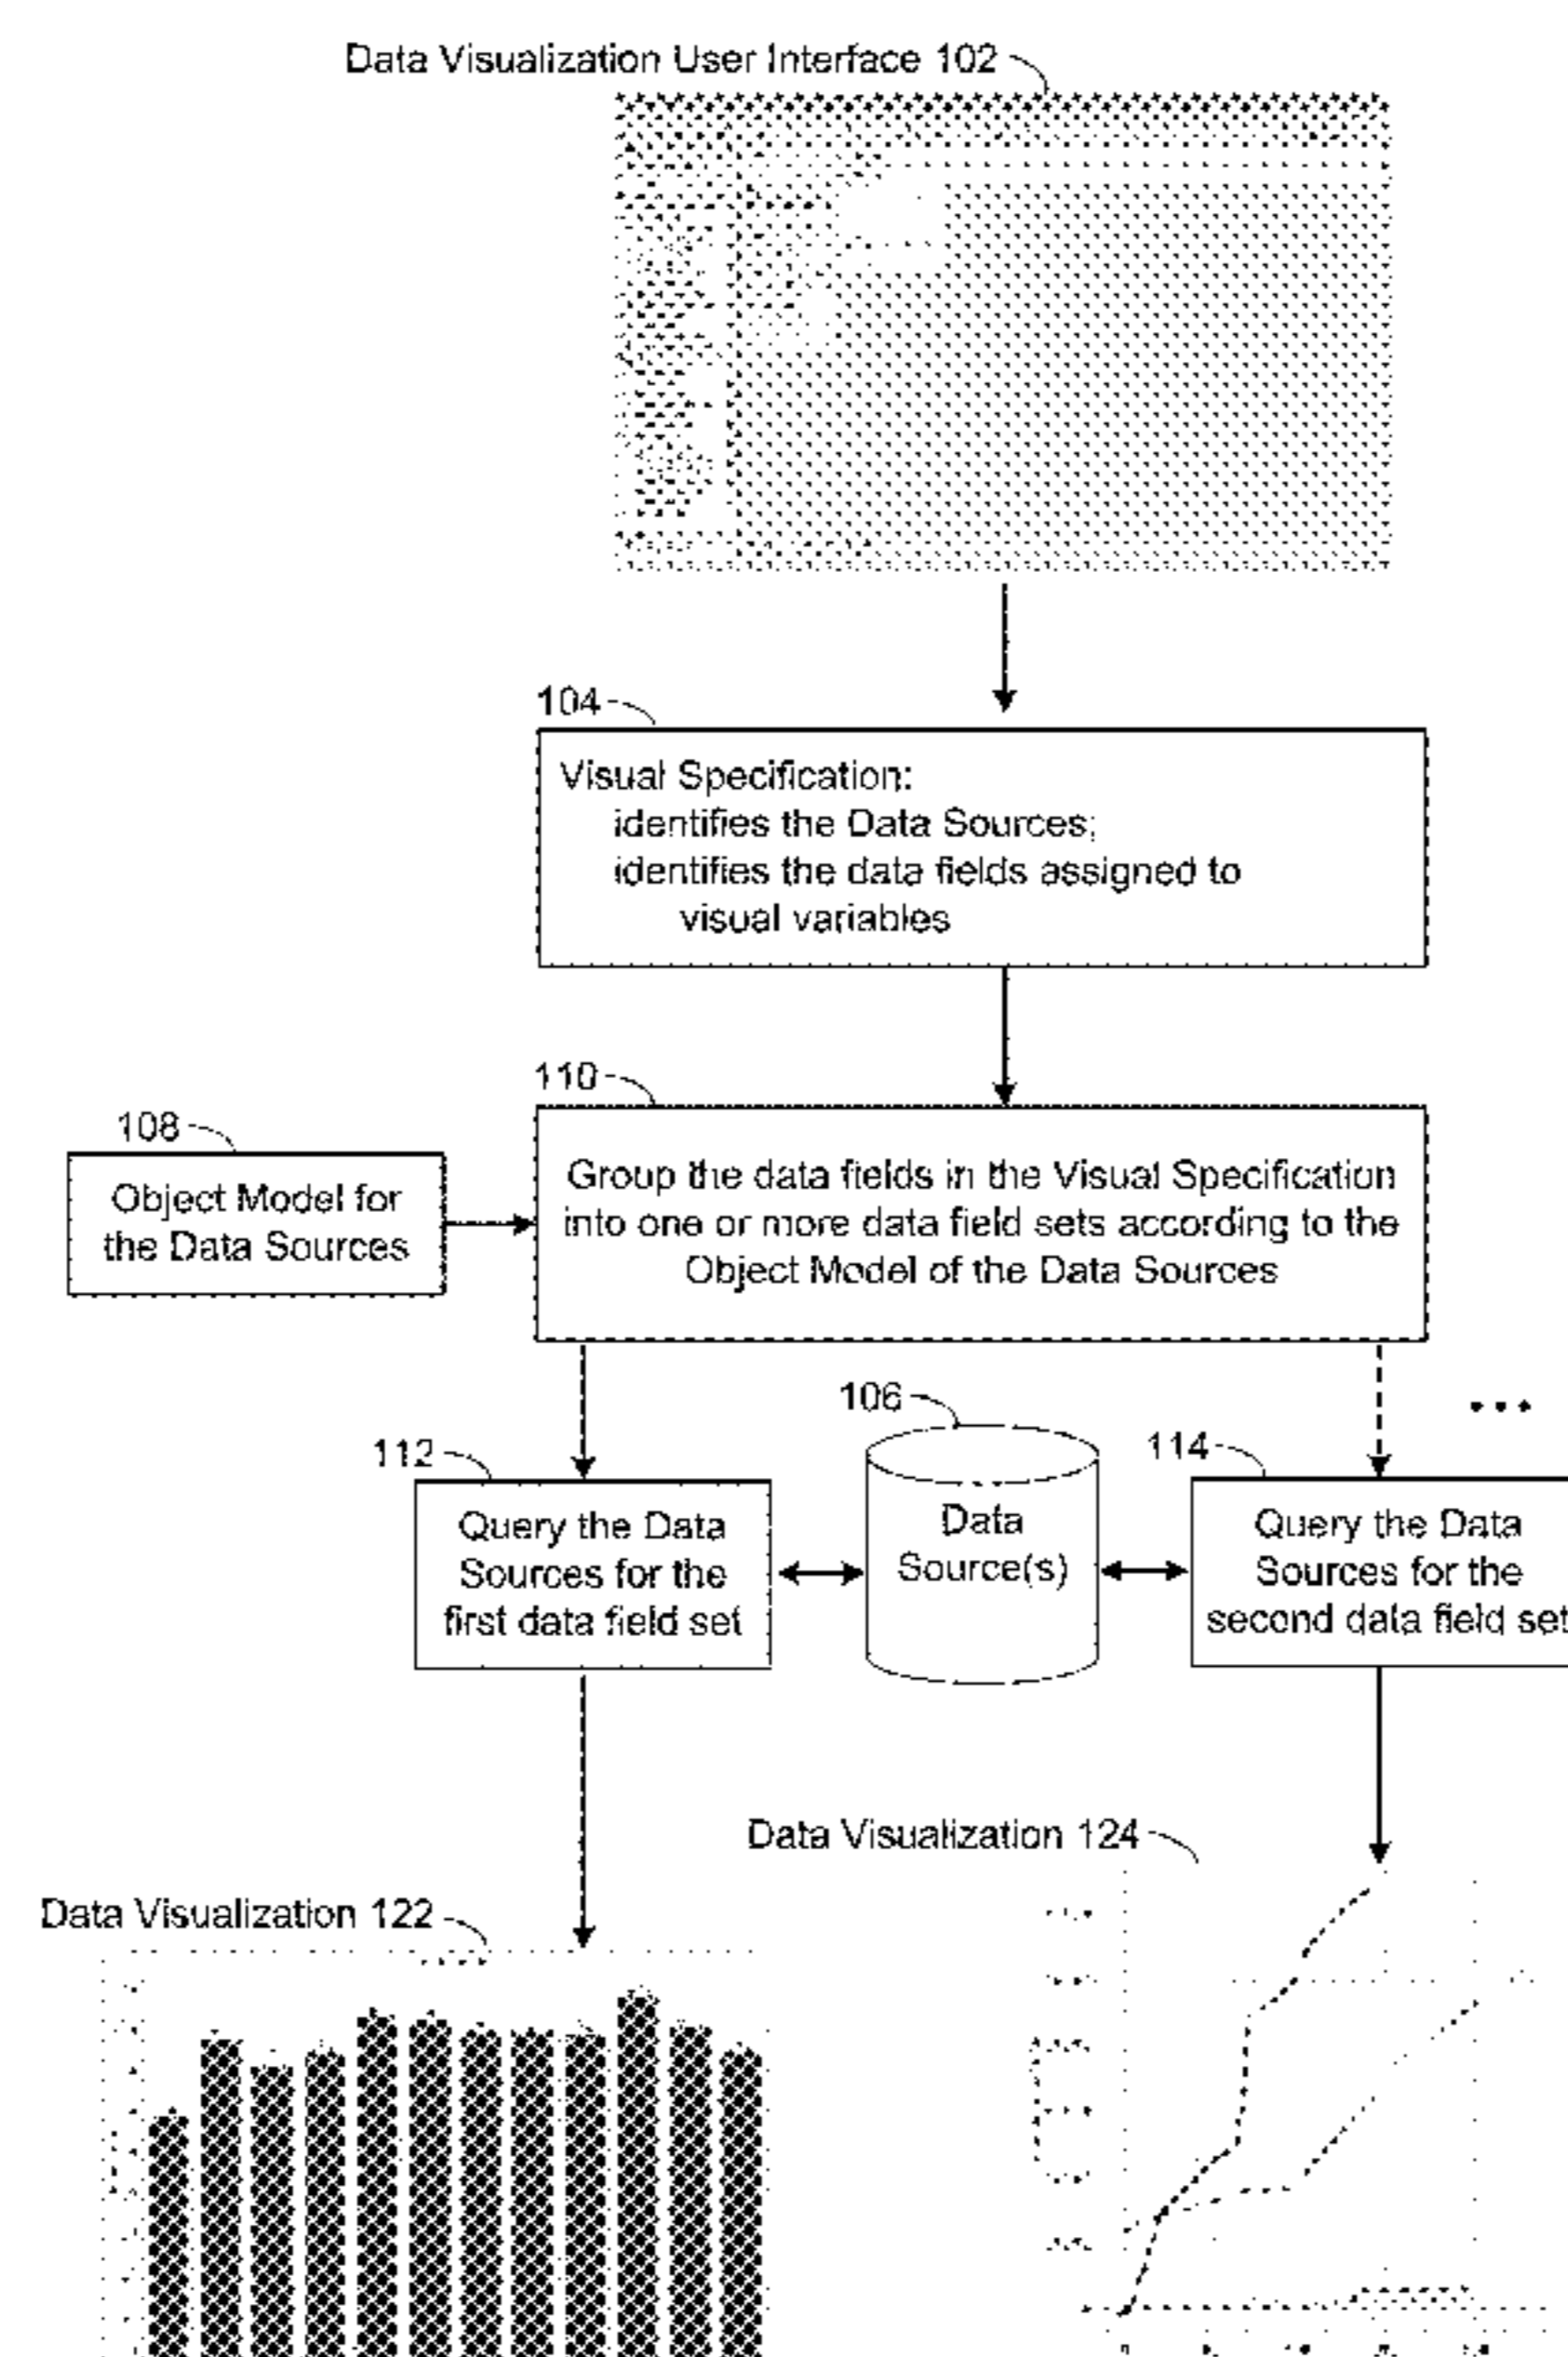 Data Visualization User Interface 102
104
Visual Specification:
identifies the Data Sources;
identifies the data fields assigned to
visual variables
110
108
Object Model for
the Data Sources
Group the data fields in the Visual Specification
into one or more data field sets according to the
Object Model of the Data Sources
106
112
114
Query the Data
Sources for the
first data field set
Data
Source(s)
Query the Data
Sources for the
second data field set
Data Visualization 124
Data Visualization 122